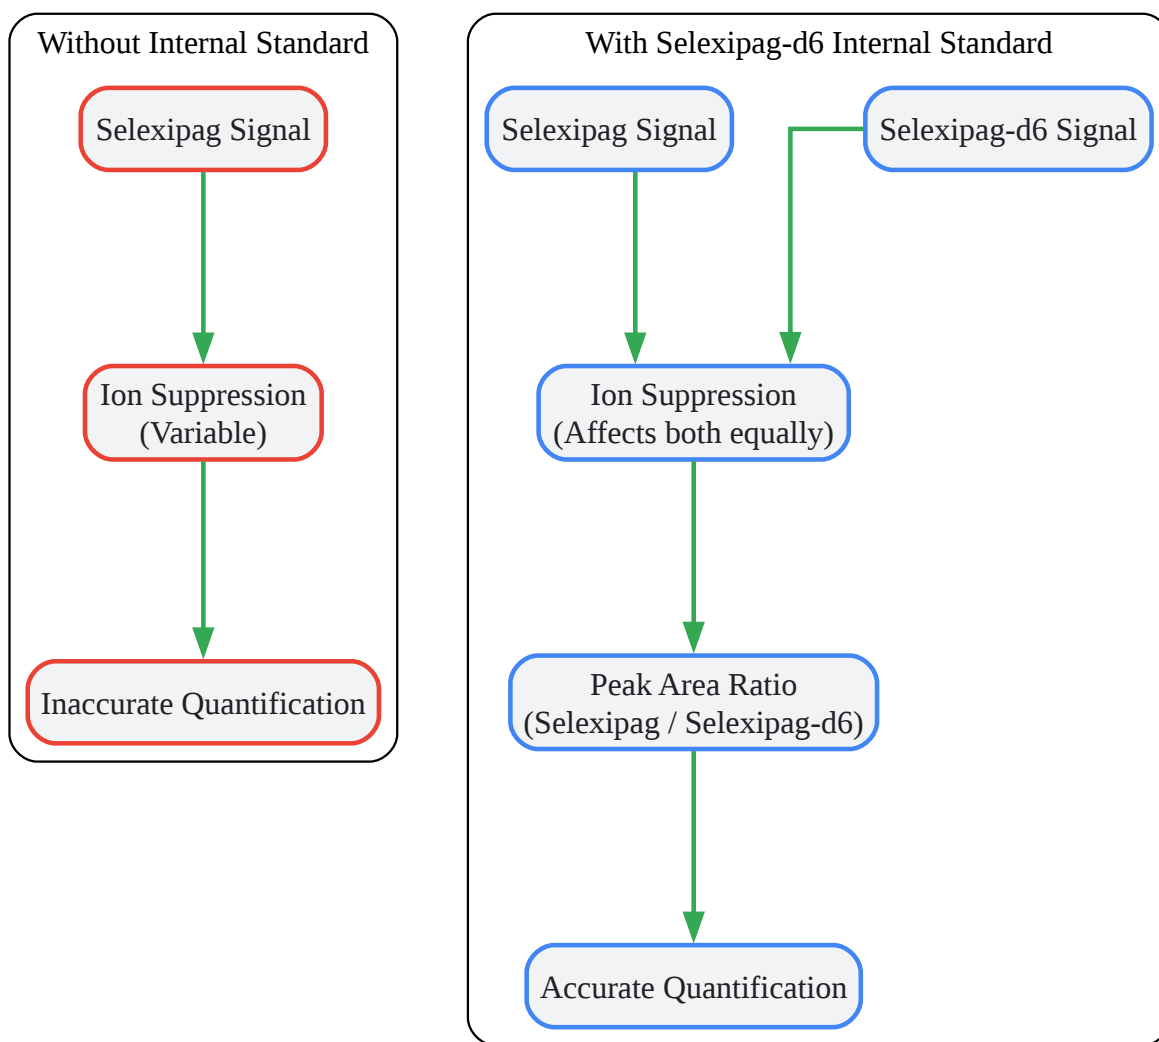 Without Internal Standard
Selexipag Signal
Ion Suppression
(Variable)
Inaccurate Quantification
With Selexipag-d6 Internal Standard
Selexipag Signal
Selexipag-d6 Signal
Ion Suppression
(Affects both equally)
Peak Area Ratio
(Selexipag / Selexipag-d6)
Accurate Quantification